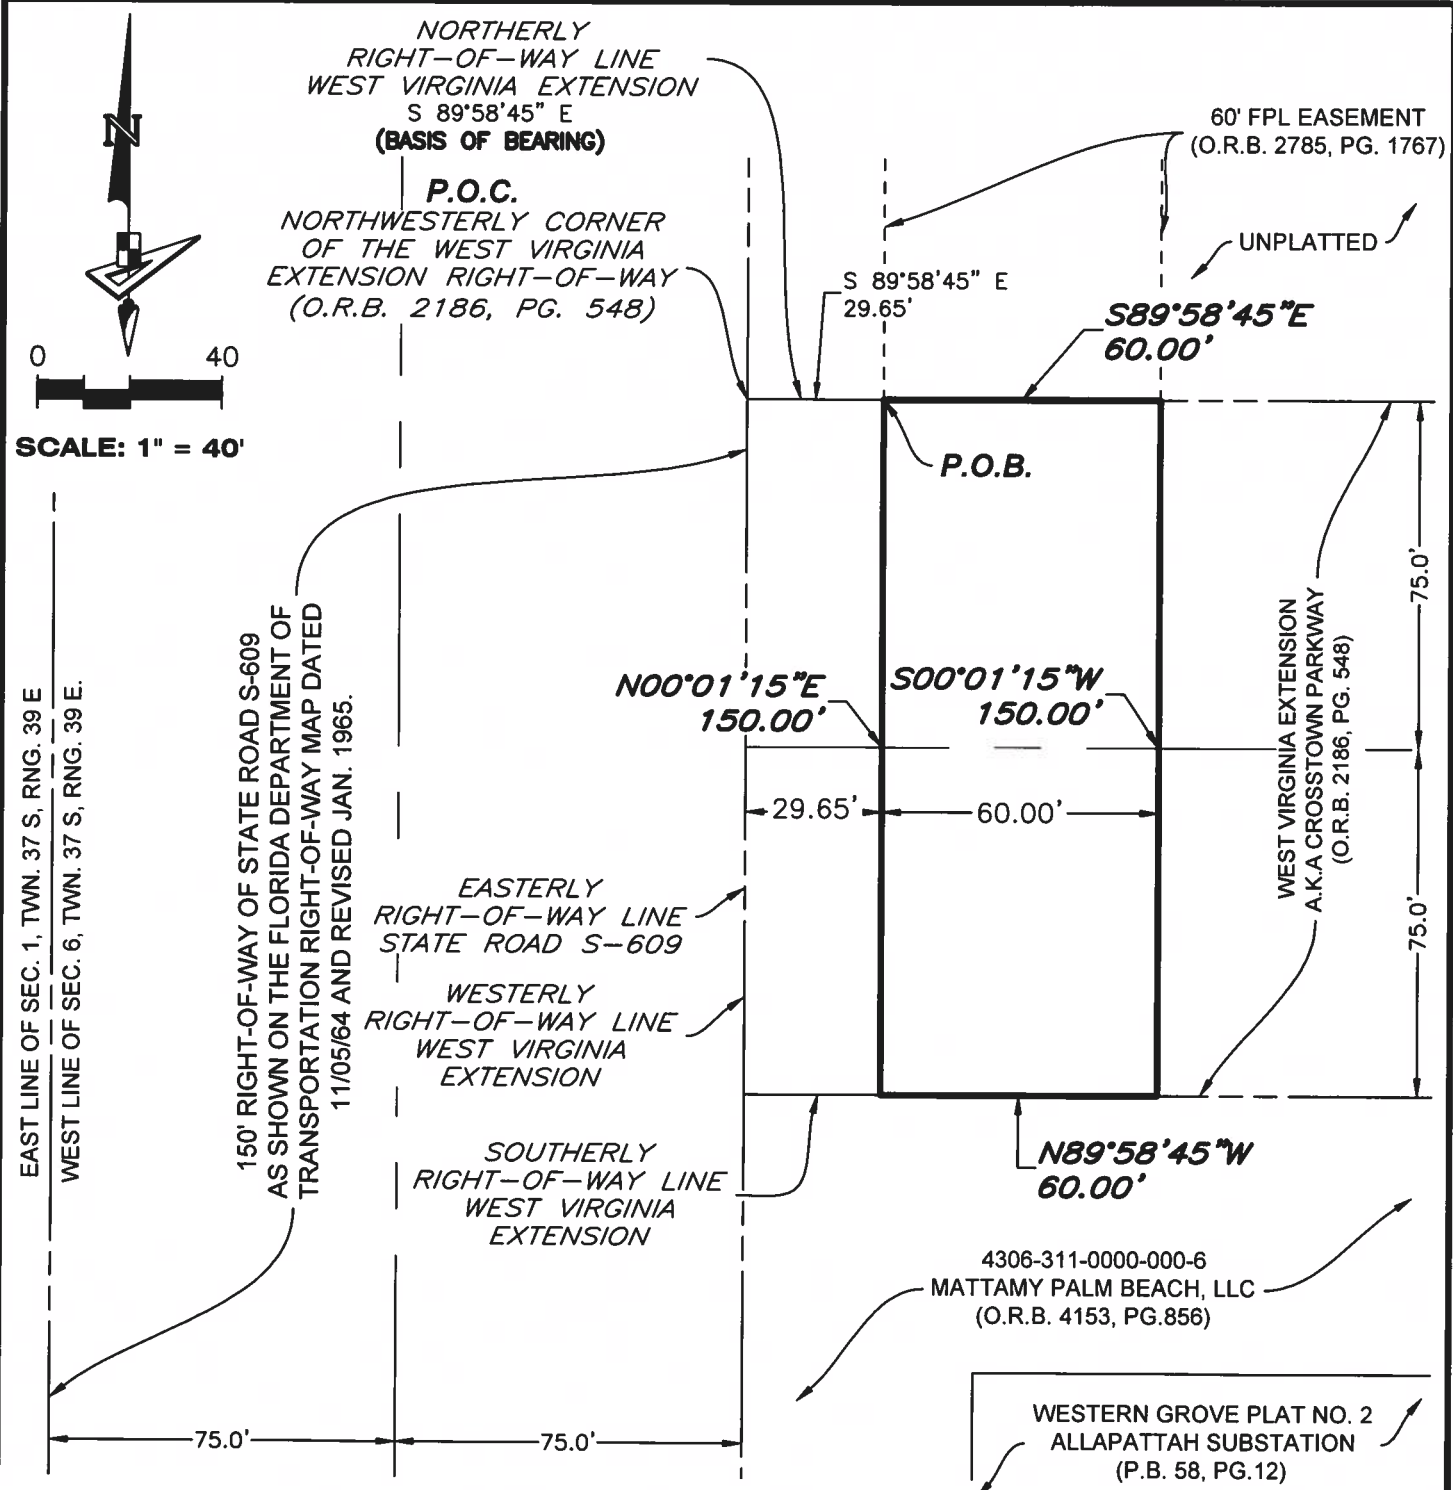 NORTHERLY
RIGHT-OF-WAY LINE
WEST VIRGINIA EXTENSION
S 89°58'45" E
(BASIS OF BEARING)
P.O.C.
NORTHWESTERLY CORNER
OF THE WEST VIRGINIA
EXTENSION RIGHT-OF-WAY
(O.R.B. 2186, PG. 548)
N
0 40
SCALE: 1" = 40'
60' FPL EASEMENT
(O.R.B. 2785, PG. 1767)
UNPLATTED
S 89°58'45" E
29.65'
S89°58'45"E
60.00'
P.O.B.
N00°01'15"E
150.00'
S00°01'15"W
150.00'
29.65'
60.00'
75.0'
75.0'
WEST VIRGINIA EXTENSION
A.K.A CROSSTOWN PARKWAY
(O.R.B. 2186, PG. 548)
EAST LINE OF SEC. 1, TWN. 37 S, RNG. 39 E
WEST LINE OF SEC. 6, TWN. 37 S, RNG. 39 E.
150' RIGHT-OF-WAY OF STATE ROAD S-609
AS SHOWN ON THE FLORIDA DEPARTMENT OF
TRANSPORTATION RIGHT-OF-WAY MAP DATED
11/05/64 AND REVISED JAN. 1965.
EASTERLY
RIGHT-OF-WAY LINE
STATE ROAD S-609
WESTERLY
RIGHT-OF-WAY LINE
WEST VIRGINIA
EXTENSION
SOUTHERLY
RIGHT-OF-WAY LINE
WEST VIRGINIA
EXTENSION
N89°58'45"W
60.00'
4306-311-0000-000-6
MATTAMY PALM BEACH, LLC
(O.R.B. 4153, PG.856)
WESTERN GROVE PLAT NO. 2
ALLAPATTAH SUBSTATION
(P.B. 58, PG.12)
75.0'
75.0'